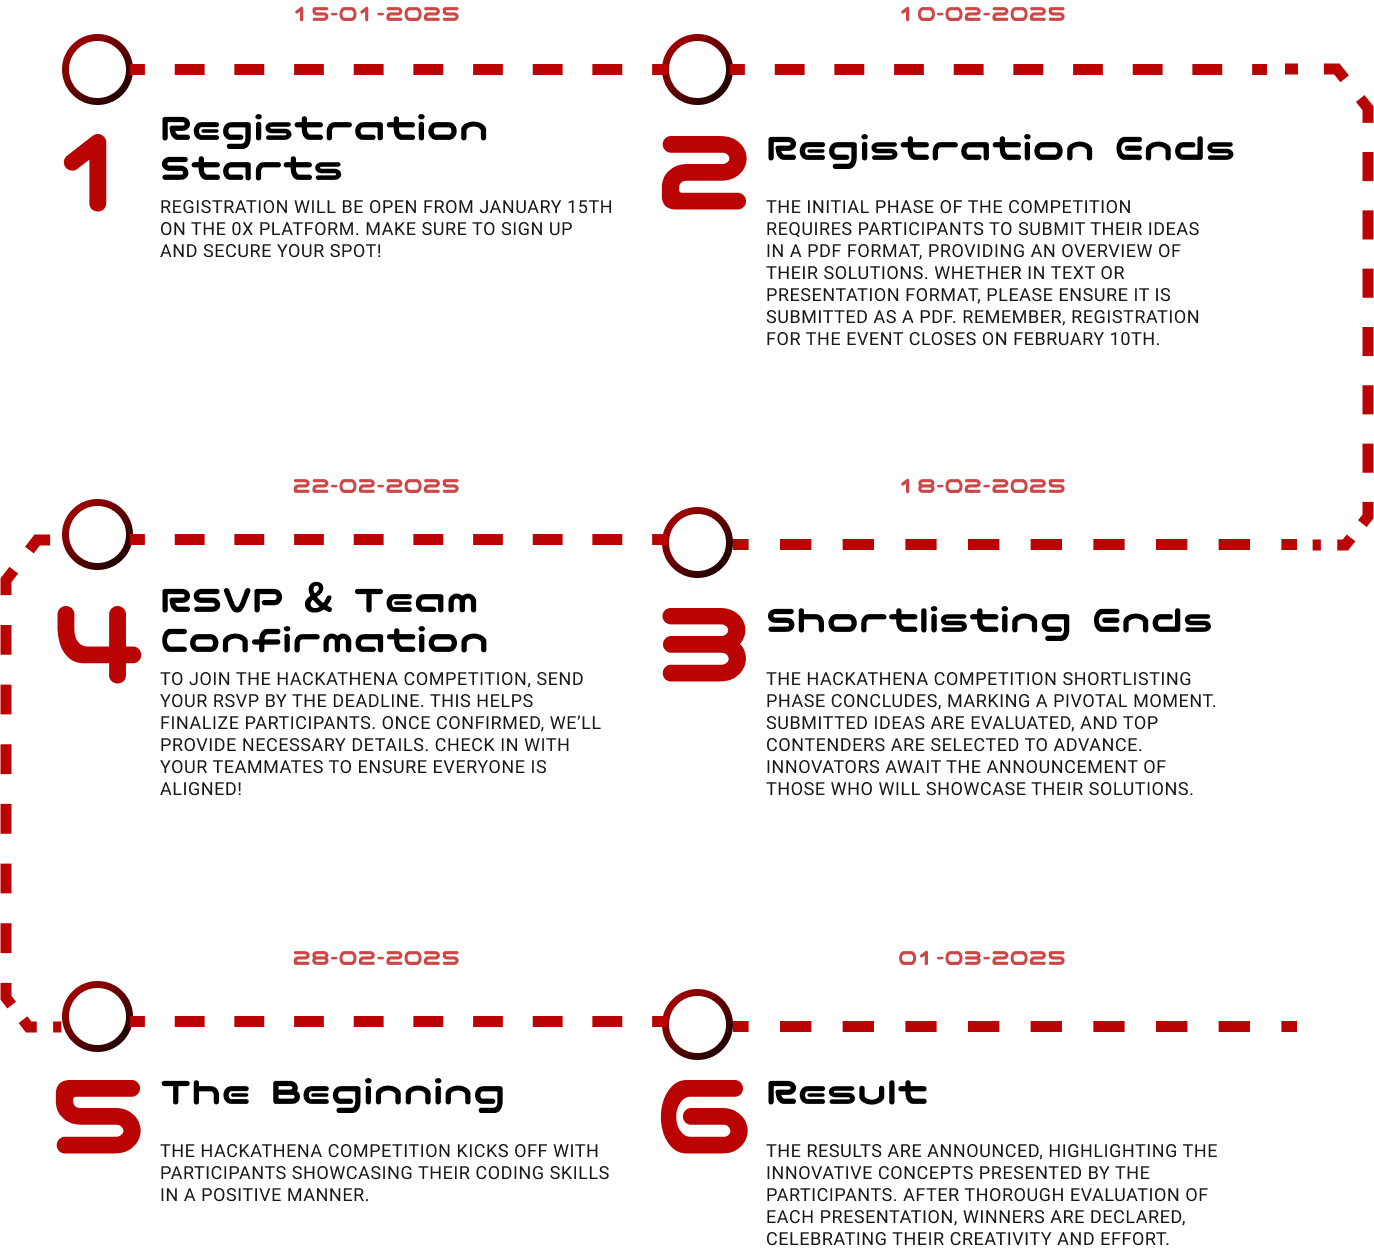 15-01-2025
1
Registration
Starts
REGISTRATION WILL BE OPEN FROM JANUARY 15TH
ON THE 0X PLATFORM. MAKE SURE TO SIGN UP
AND SECURE YOUR SPOT!
10-02-2025
2
Registration Ends
THE INITIAL PHASE OF THE COMPETITION
REQUIRES PARTICIPANTS TO SUBMIT THEIR IDEAS
IN A PDF FORMAT, PROVIDING AN OVERVIEW OF
THEIR SOLUTIONS. WHETHER IN TEXT OR
PRESENTATION FORMAT, PLEASE ENSURE IT IS
SUBMITTED AS A PDF. REMEMBER, REGISTRATION
FOR THE EVENT CLOSES ON FEBRUARY 10TH.
18-02-2025
3
Shortlisting Ends
THE HACKATHENA COMPETITION SHORTLISTING
PHASE CONCLUDES, MARKING A PIVOTAL MOMENT.
SUBMITTED IDEAS ARE EVALUATED, AND TOP
CONTENDERS ARE SELECTED TO ADVANCE.
INNOVATORS AWAIT THE ANNOUNCEMENT OF
THOSE WHO WILL SHOWCASE THEIR SOLUTIONS.
22-02-2025
4
RSVP & Team
Confirmation
TO JOIN THE HACKATHENA COMPETITION, SEND
YOUR RSVP BY THE DEADLINE. THIS HELPS
FINALIZE PARTICIPANTS. ONCE CONFIRMED, WE’LL
PROVIDE NECESSARY DETAILS. CHECK IN WITH
YOUR TEAMMATES TO ENSURE EVERYONE IS
ALIGNED!
28-02-2025
5
The Beginning
THE HACKATHENA COMPETITION KICKS OFF WITH
PARTICIPANTS SHOWCASING THEIR CODING SKILLS
IN A POSITIVE MANNER.
01-03-2025
6
Result
THE RESULTS ARE ANNOUNCED, HIGHLIGHTING THE
INNOVATIVE CONCEPTS PRESENTED BY THE
PARTICIPANTS. AFTER THOROUGH EVALUATION OF
EACH PRESENTATION, WINNERS ARE DECLARED,
CELEBRATING THEIR CREATIVITY AND EFFORT.